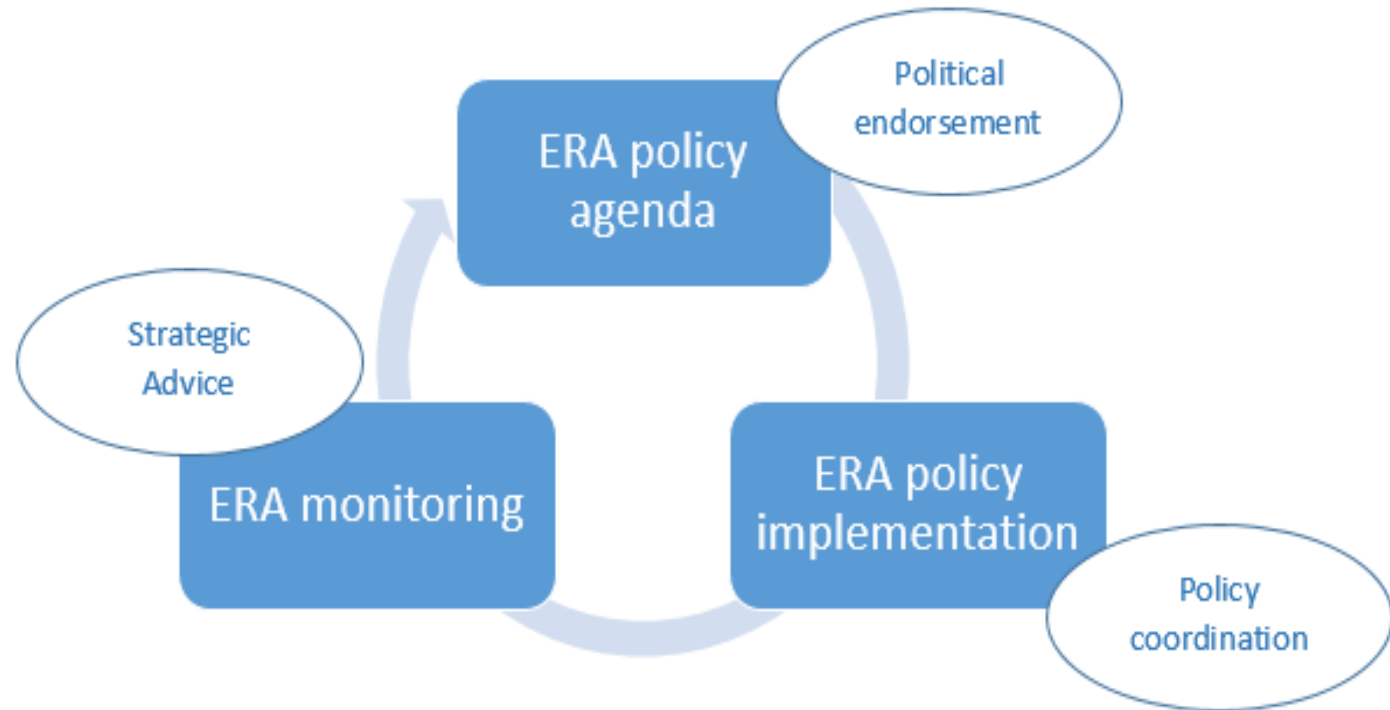 Political
endorsement
ERA policy
agenda
Strategic
Advice
ERA monitoring
ERA policy
implementation
Policy
coordination